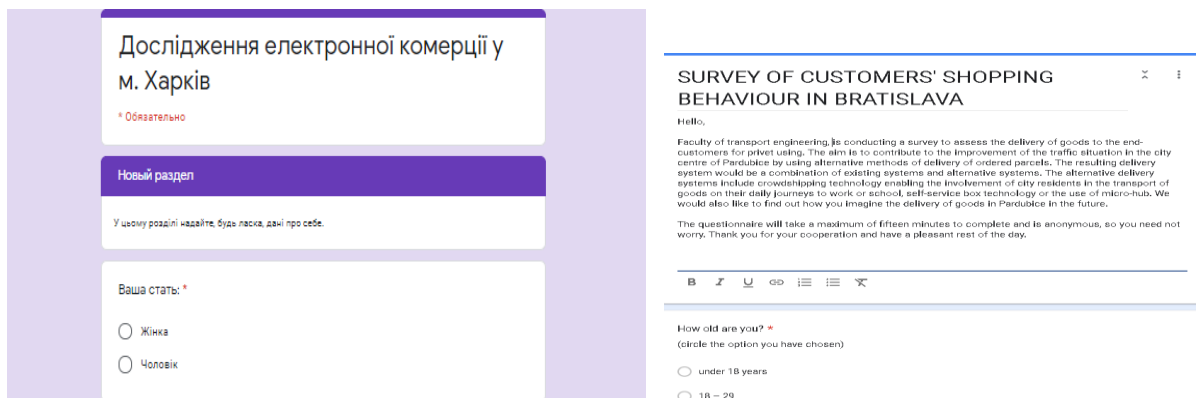 Дослідження електронної комерції у
м. Харків
* Обязательно
Новый раздел
У цьому розділі надайте, будь ласка, дані про себе.
Ваша стать: *
Жінка
Чоловік
SURVEY OF CUSTOMERS' SHOPPING
BEHAVIOUR IN BRATISLAVA
Hello,
Faculty of transport engineering, is conducting a survey to assess the delivery of goods to the end-
customers for privet using. The aim is to contribute to the improvement of the traffic situation in the city
centre of Pardubice by using alternative methods of delivery of ordered parcels. The resulting delivery
system would be a combination of existing systems and alternative systems. The alternative delivery
systems include crowdshipping technology enabling the involvement of city residents in the transport of
goods on their daily journeys to work or school, self-service box technology or the use of micro-hub. We
would also like to find out how you imagine the delivery of goods in Pardubice in the future.
The questionnaire will take a maximum of fifteen minutes to complete and is anonymous, so you need not
worry. Thank you for your cooperation and have a pleasant rest of the day.
B I U
How old are you? *
(circle the option you have chosen)
under 18 years
18 – 29